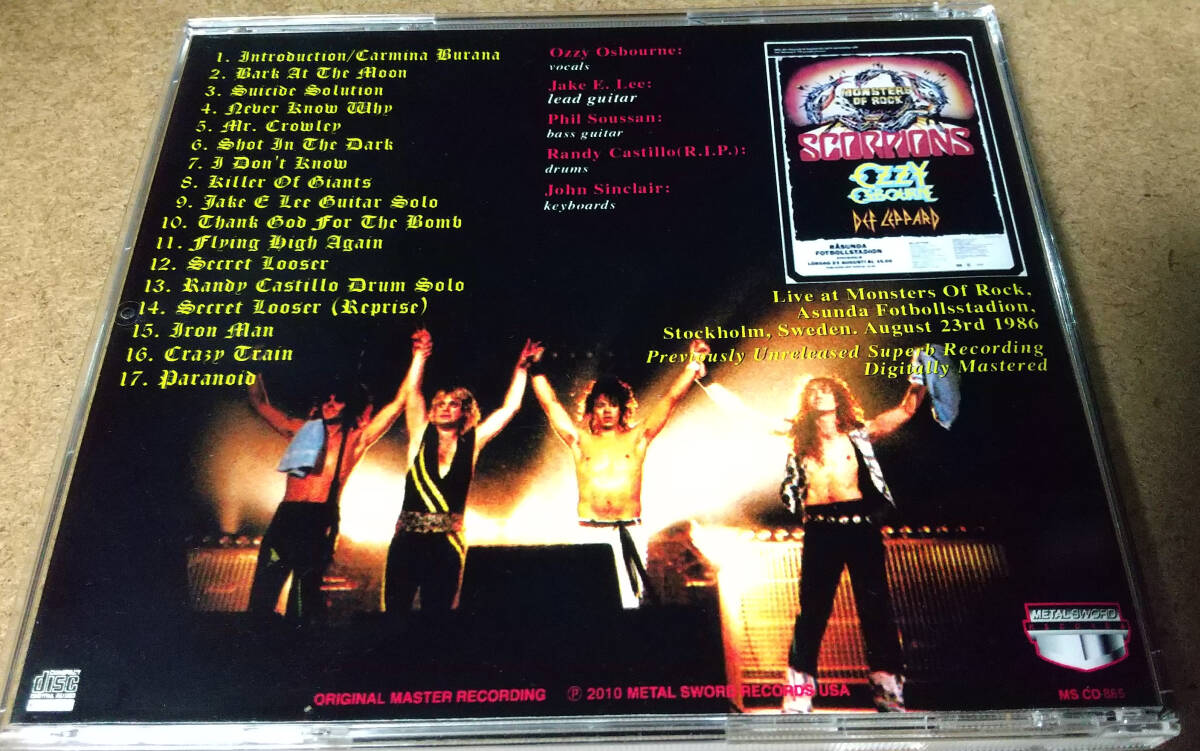 1. Introduction/Carmina Burana
2. Bark At The Moon
3. Suicide Solution
4. Never Know Why
5. Mr. Crowley
6. Shot In The Dark
7. I Don't Know
8. Killer Of Giants
9. Jake E Lee Guitar Solo
10. Thank God For The Bomb
11. Flying High Again
12. Secret Looser
13. Randy Castillo Drum Solo
14. Secret Looser (Reprise)
15. Iron Man
16. Crazy Train
17. Paranoid
Ozzy Osbourne:
vocals
Jake E. Lee:
lead guitar
Phil Soussan:
bass guitar
Randy Castillo(R.I.P.):
drums
John Sinclair:
keyboards
MONSTERS
OF ROCK
SCORPIONS
OZZY
OSBOURNE
DEF LEPPARD
RÅSUNDA
FOTBOLLSTADION
Live at Monsters Of Rock,
Asunda Fotbollsstadion,
Stockholm, Sweden. August 23rd 1986
Previously Unreleased Superb Recording
Digitally Mastered
METAL SWORD
RECORDS
COMPACT
disc
DIGITAL AUDIO
ORIGINAL MASTER RECORDING ℗ 2010 METAL SWORD RECORDS USA
MS CD-865